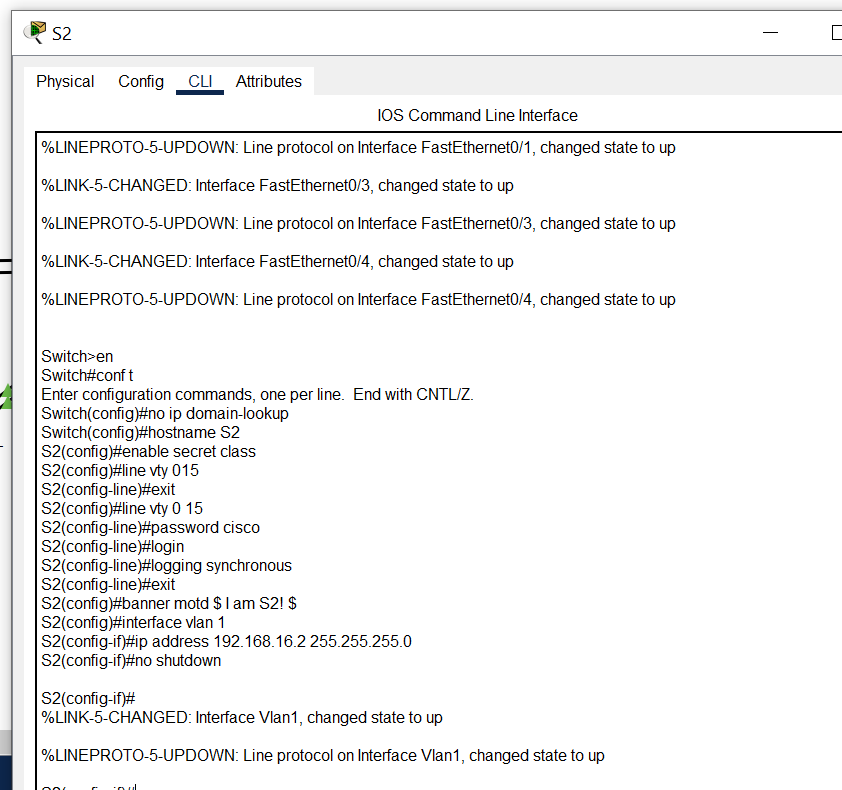 S2
Physical Config CLI Attributes
IOS Command Line Interface
%LINEPROTO-5-UPDOWN: Line protocol on Interface FastEthernet0/1, changed state to up
%LINK-5-CHANGED: Interface FastEthernet0/3, changed state to up
%LINEPROTO-5-UPDOWN: Line protocol on Interface FastEthernet0/3, changed state to up
%LINK-5-CHANGED: Interface FastEthernet0/4, changed state to up
%LINEPROTO-5-UPDOWN: Line protocol on Interface FastEthernet0/4, changed state to up
Switch>en
Switch#conf t
Enter configuration commands, one per line.  End with CNTL/Z.
Switch(config)#no ip domain-lookup
Switch(config)#hostname S2
S2(config)#enable secret class
S2(config)#line vty 015
S2(config-line)#exit
S2(config)#line vty 0 15
S2(config-line)#password cisco
S2(config-line)#login
S2(config-line)#logging synchronous
S2(config-line)#exit
S2(config)#banner motd $ I am S2! $
S2(config)#interface vlan 1
S2(config-if)#ip address 192.168.16.2 255.255.255.0
S2(config-if)#no shutdown
S2(config-if)#
%LINK-5-CHANGED: Interface Vlan1, changed state to up
%LINEPROTO-5-UPDOWN: Line protocol on Interface Vlan1, changed state to up